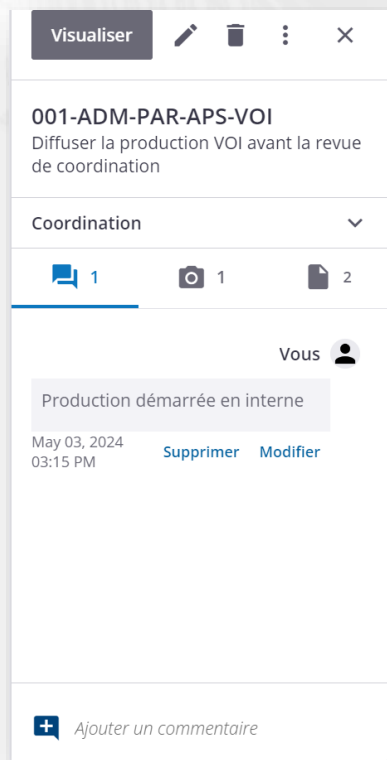 Visualiser
001-ADM-PAR-APS-VOI
Diffuser la production VOI avant la revue
de coordination
Coordination
1
1
2
Vous
Production démarrée en interne
May 03, 2024
03:15 PM
Supprimer Modifier
Ajouter un commentaire